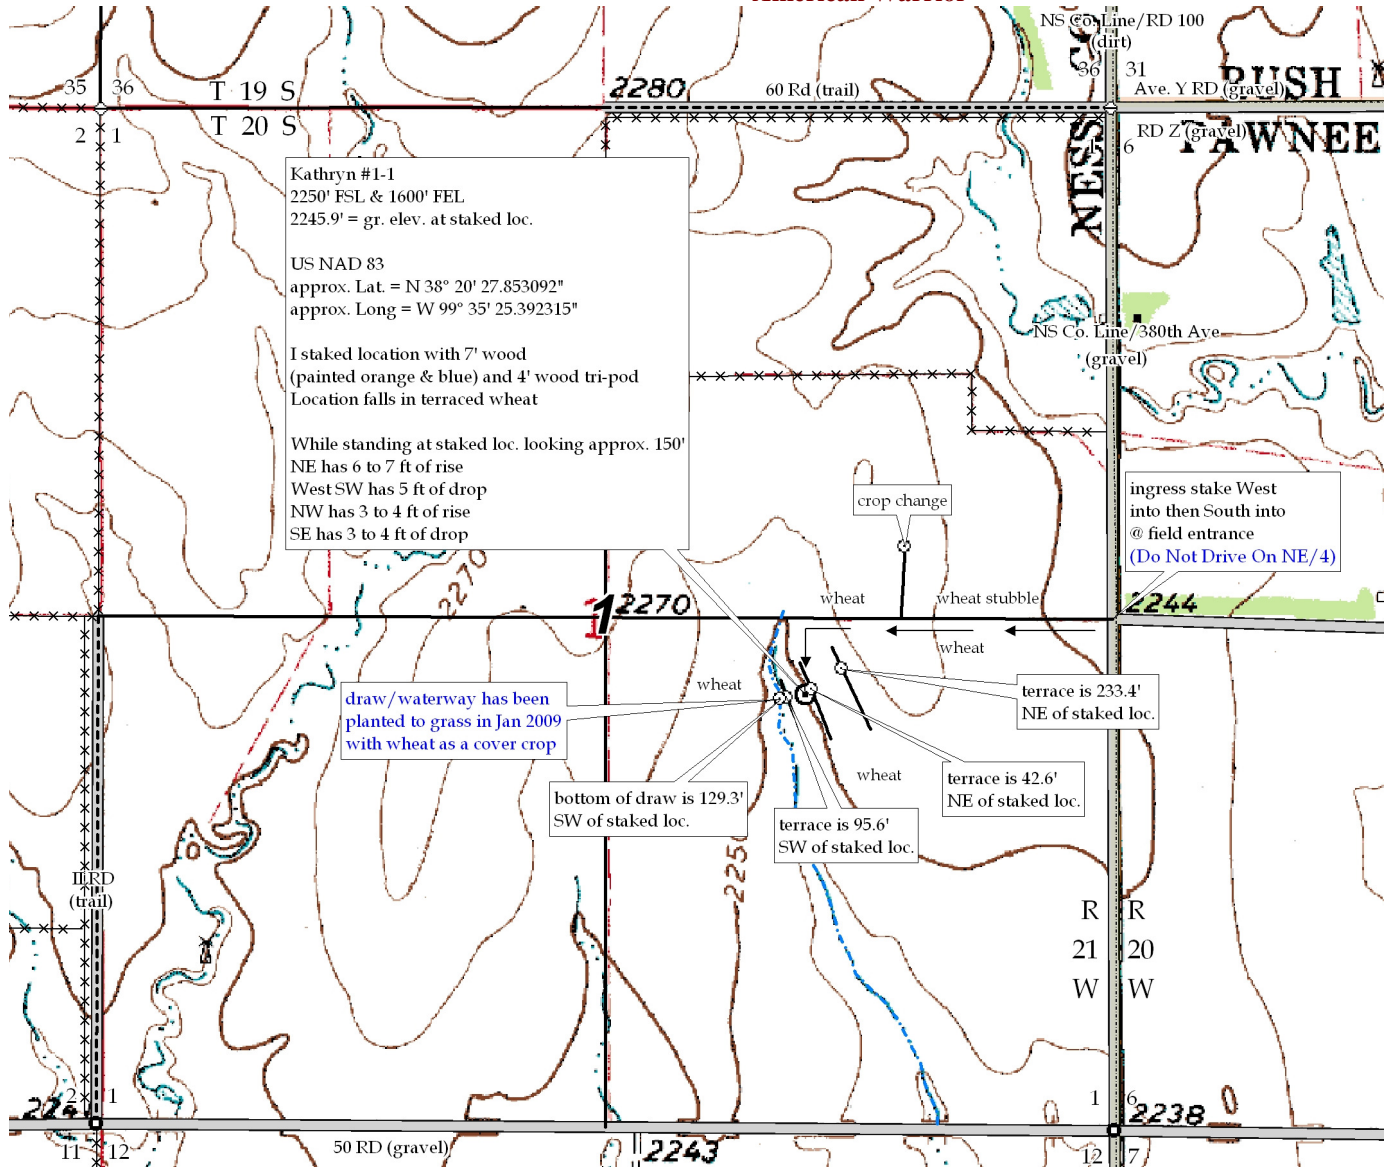 NS Co. Line/RD 100
(dirt)
35
36
T 19 S
2280
60 Rd (trail)
36
31
RUSH
Ave. Y RD (gravel)
2
1
T 20 S
NESS
6
RD Z (gravel)
PAWNEE
Kathryn #1-1
2250' FSL & 1600' FEL
2245.9' = gr. elev. at staked loc.
US NAD 83
approx. Lat. = N 38° 20' 27.853092"
approx. Long = W 99° 35' 25.392315"
I staked location with 7' wood
(painted orange & blue) and 4' wood tri-pod
Location falls in terraced wheat
While standing at staked loc. looking approx. 150'
NE has 6 to 7 ft of rise
West SW has 5 ft of drop
NW has 3 to 4 ft of rise
SE has 3 to 4 ft of drop
NS Co. Line/380th Ave
(gravel)
crop change
ingress stake West
into then South into
@ field entrance
(Do Not Drive On NE/4)
2270
1
2270
wheat
wheat stubble
2244
wheat
wheat
draw/waterway has been
planted to grass in Jan 2009
with wheat as a cover crop
terrace is 233.4'
NE of staked loc.
wheat
terrace is 42.6'
NE of staked loc.
bottom of draw is 129.3'
SW of staked loc.
terrace is 95.6'
SW of staked loc.
II RD
(trail)
R
21
W
R
20
W
2
1
1
6
2238
11
12
50 RD (gravel)
2243
12
7